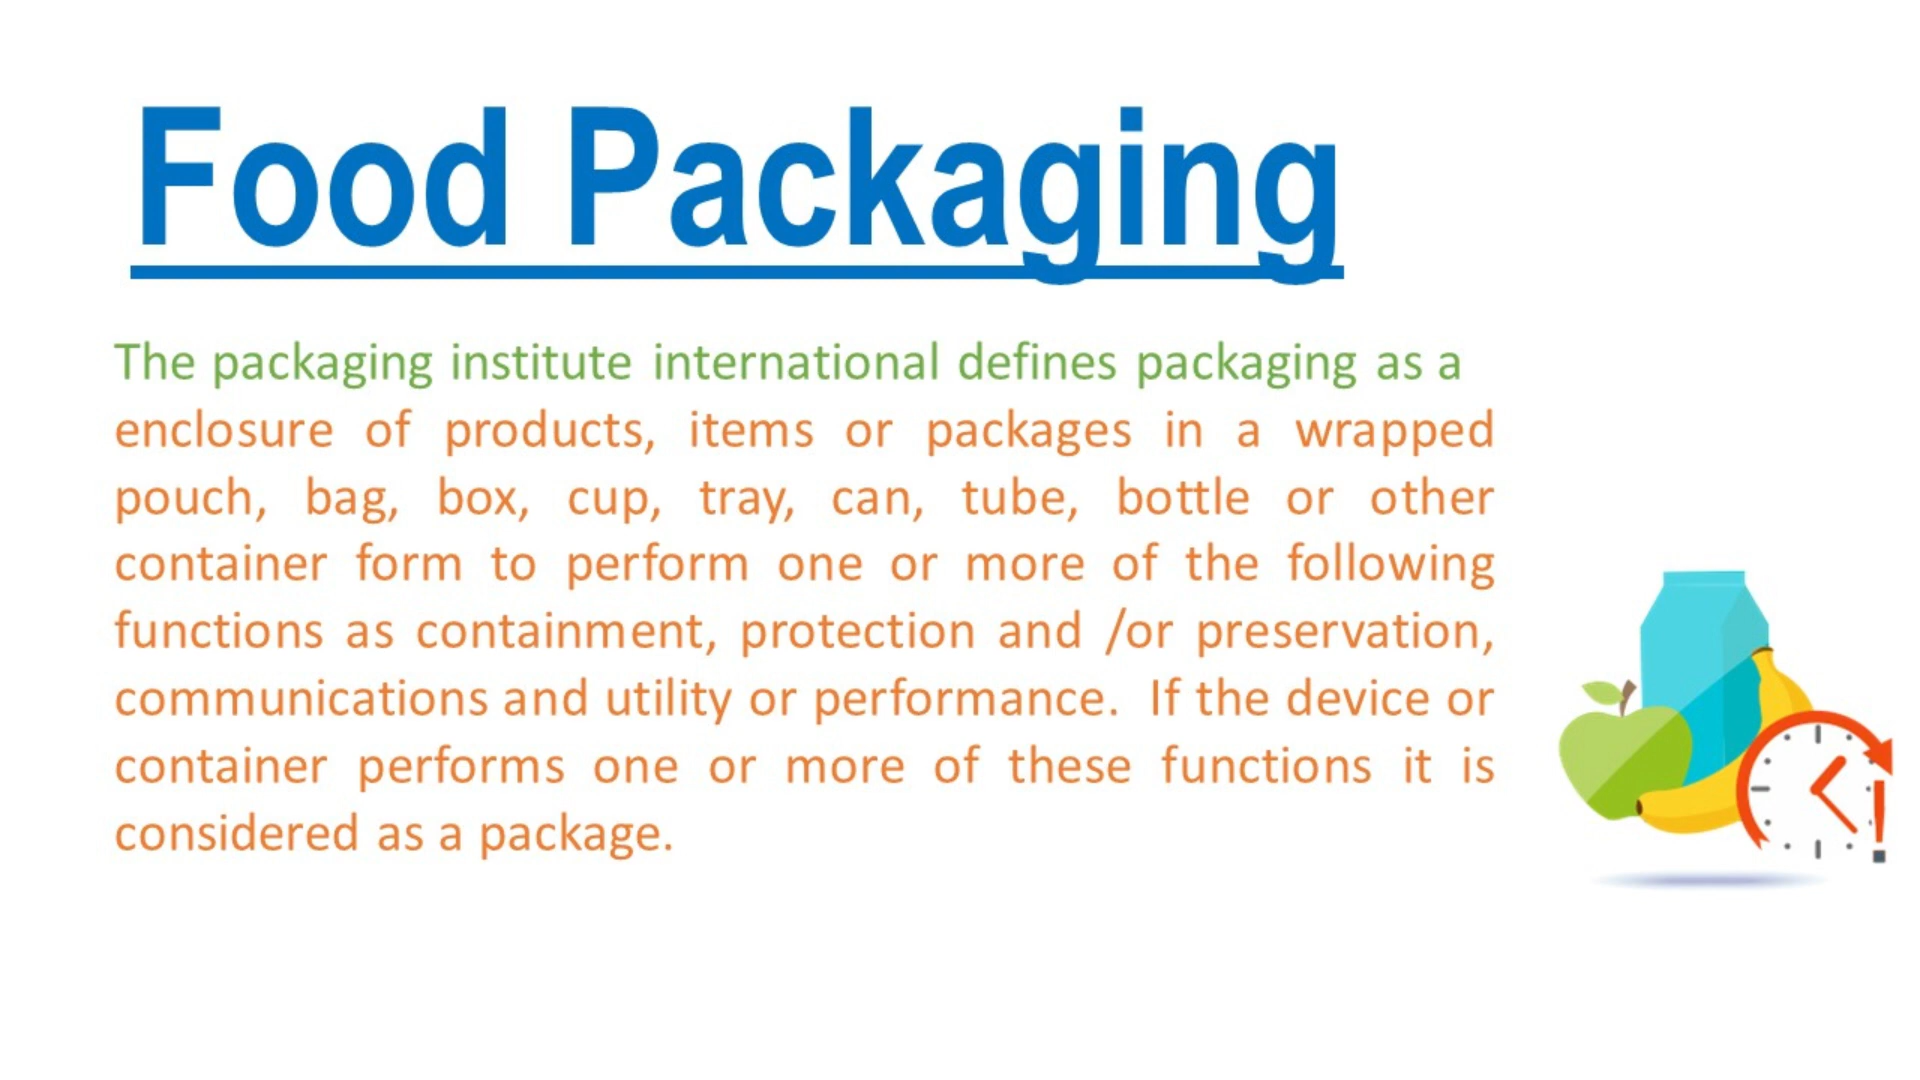 Food Packaging
The packaging institute international defines packaging as a
enclosure of products, items or packages in a wrapped
pouch, bag, box, cup, tray, can, tube, bottle or other
container form to perform one or more of the following
functions as containment, protection and /or preservation,
communications and utility or performance.  If the device or
container performs one or more of these functions it is
considered as a package.